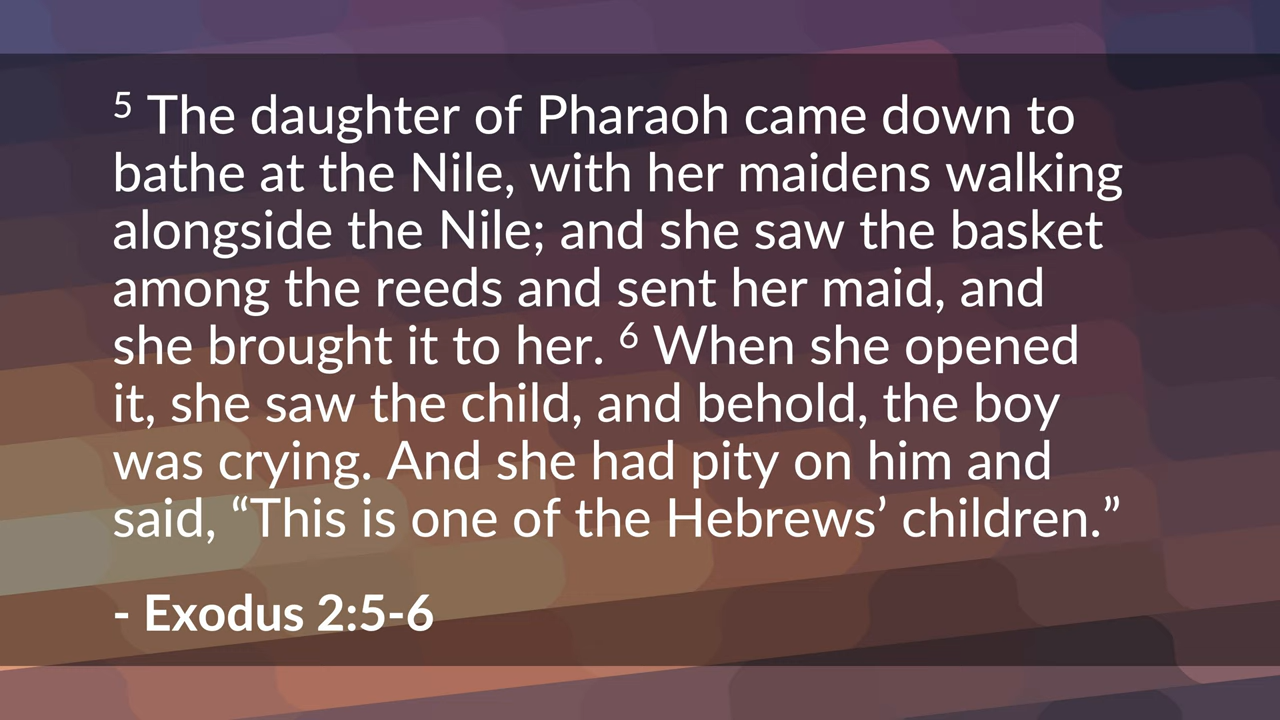 5 The daughter of Pharaoh came down to
bathe at the Nile, with her maidens walking
alongside the Nile; and she saw the basket
among the reeds and sent her maid, and
she brought it to her. 6 When she opened
it, she saw the child, and behold, the boy
was crying. And she had pity on him and
said, “This is one of the Hebrews’ children.”
- Exodus 2:5-6